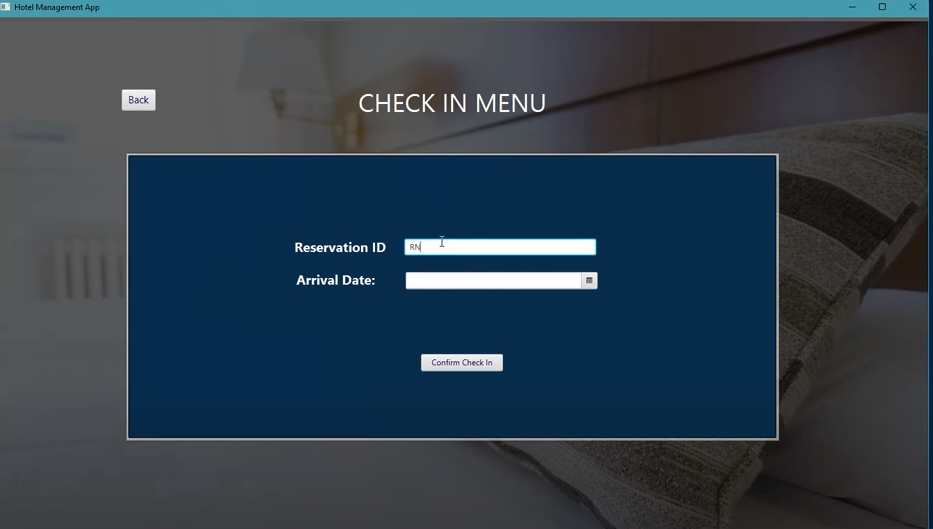 Hotel Management App
Back
CHECK IN MENU
Reservation ID
RN
Arrival Date:
Confirm Check In